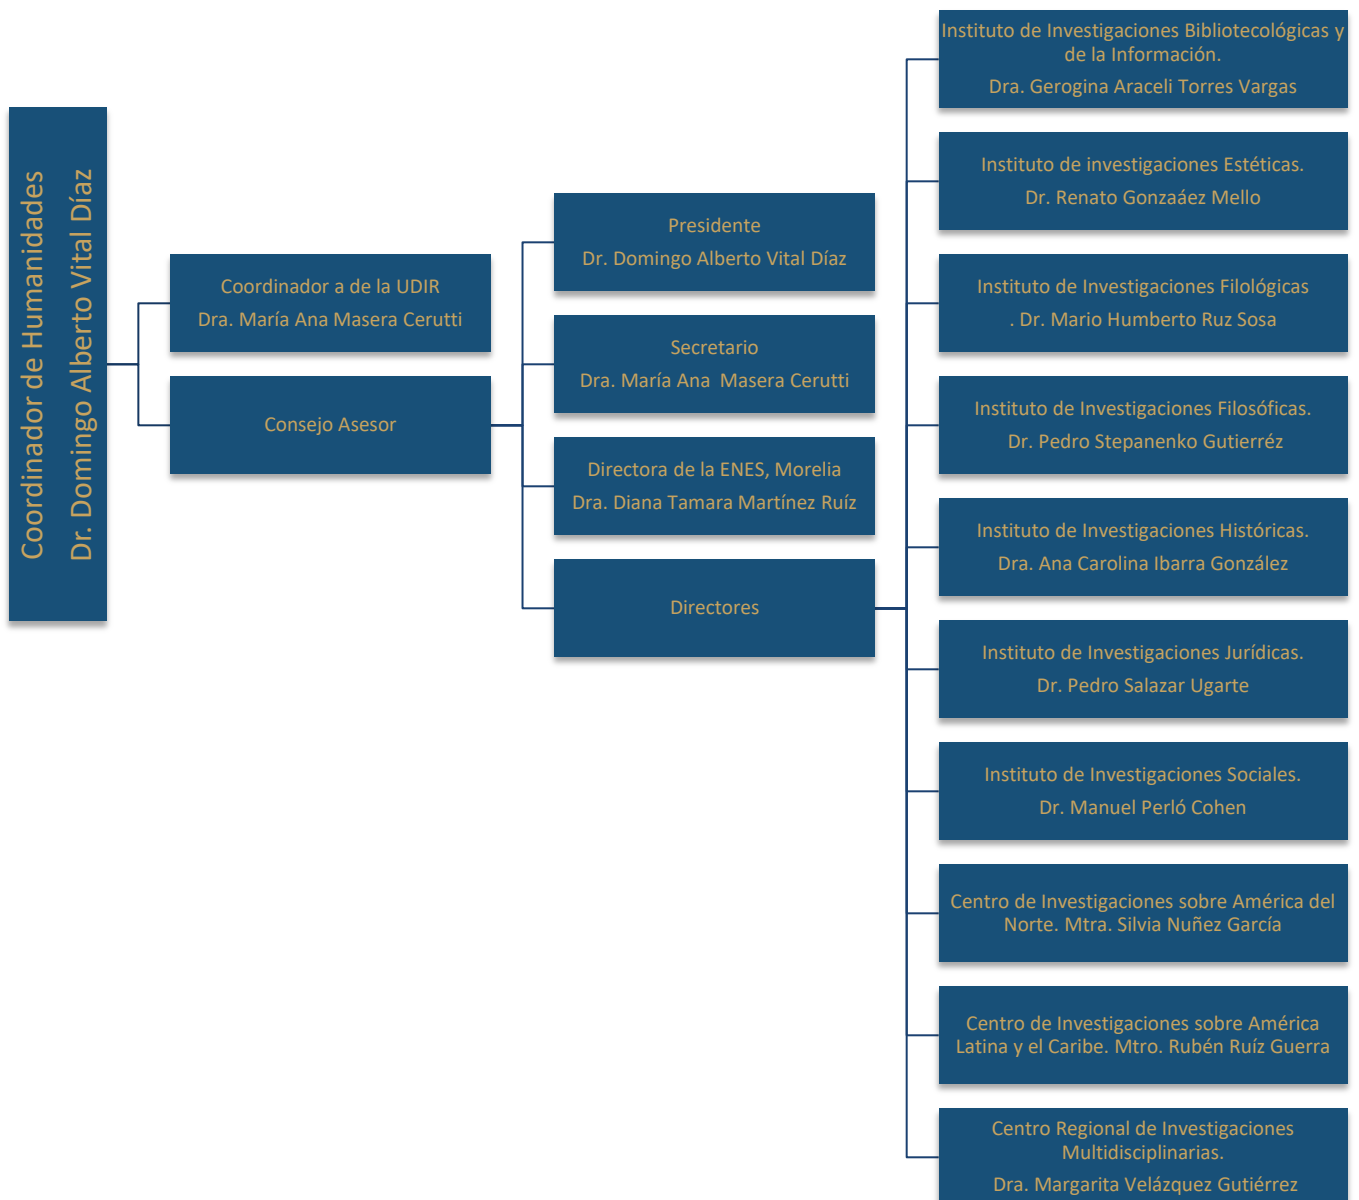 Coordinador de Humanidades
Dr. Domingo Alberto Vital Díaz
Coordinador a de la UDIR
Dra. María Ana Masera Cerutti
Consejo Asesor
Presidente
Dr. Domingo Alberto Vital Díaz
Secretario
Dra. María Ana Masera Cerutti
Directora de la ENES, Morelia
Dra. Diana Tamara Martínez Ruíz
Directores
Instituto de Investigaciones Bibliotecológicas y
de la Información.
Dra. Gerogina Araceli Torres Vargas
Instituto de investigaciones Estéticas.
Dr. Renato Gonzaáez Mello
Instituto de Investigaciones Filológicas
. Dr. Mario Humberto Ruz Sosa
Instituto de Investigaciones Filosóficas.
Dr. Pedro Stepanenko Gutierréz
Instituto de Investigaciones Históricas.
Dra. Ana Carolina Ibarra González
Instituto de Investigaciones Jurídicas.
Dr. Pedro Salazar Ugarte
Instituto de Investigaciones Sociales.
Dr. Manuel Perló Cohen
Centro de Investigaciones sobre América del
Norte. Mtra. Silvia Nuñez García
Centro de Investigaciones sobre América
Latina y el Caribe. Mtro. Rubén Ruíz Guerra
Centro Regional de Investigaciones
Multidisciplinarias.
Dra. Margarita Velázquez Gutiérrez